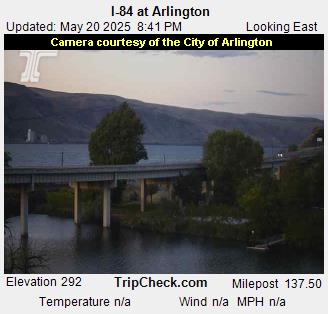 I-84 at Arlington
Updated: May 20 2025 8:41 PM Looking East
Camera courtesy of the City of Arlington
Elevation 292 TripCheck.com Milepost 137.50
Temperature n/a Wind n/a MPH n/a